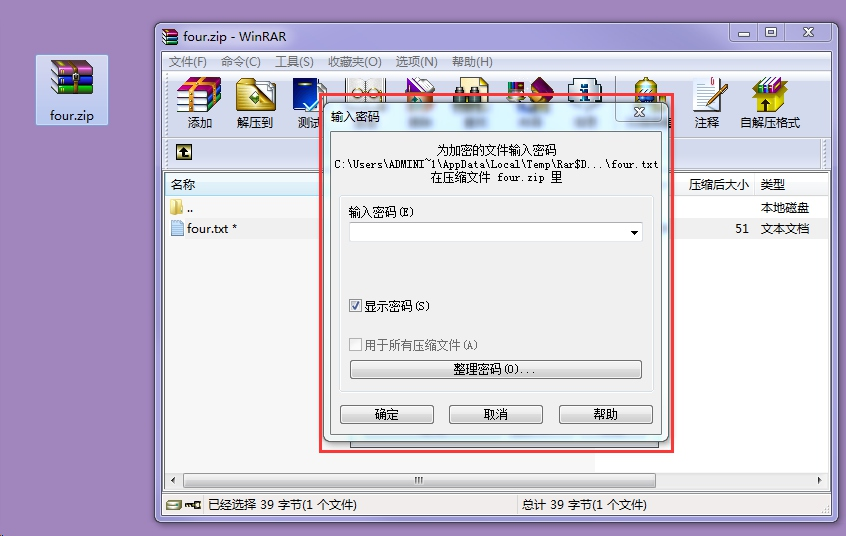 four.zip - WinRAR
文件(F) 命令(C) 工具(S) 收藏夹(O) 选项(N) 帮助(H)
four.zip
添加 解压到 测试 注释 自解压格式
输入密码
为加密的文件输入密码
C:\Users\ADMINI~1\AppData\Local\Temp\Rar$D...\four.txt
在压缩文件 four.zip 里
名称 压缩后大小 类型
.. 本地磁盘
four.txt * 51 文本文档
输入密码(E)
显示密码(S)
用于所有压缩文件(A)
整理密码(O)...
确定 取消 帮助
已经选择 39 字节(1 个文件) 总计 39 字节(1 个文件)